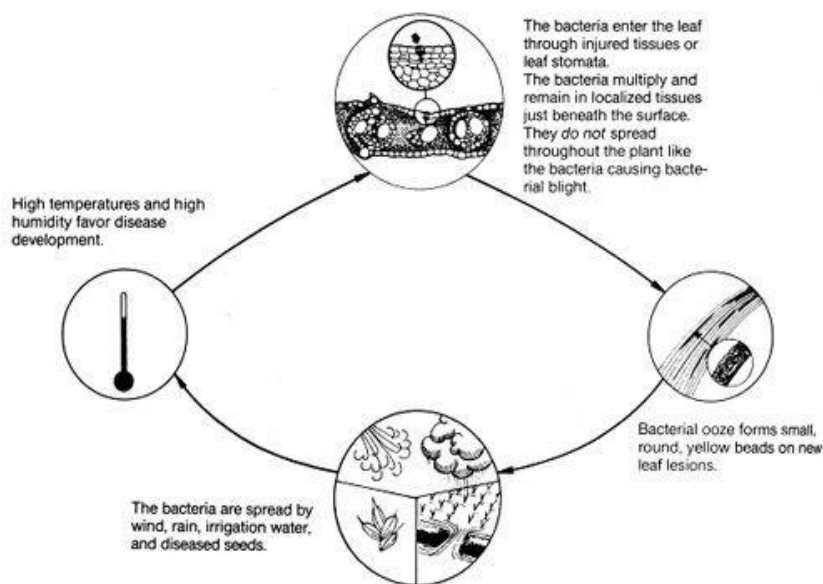 The bacteria enter the leaf
through injured tissues or
leaf stomata.
The bacteria multiply and
remain in localized tissues
just beneath the surface.
They do not spread
throughout the plant like
the bacteria causing bacte-
rial blight.
High temperatures and high
humidity favor disease
development.
Bacterial ooze forms small,
round, yellow beads on new
leaf lesions.
The bacteria are spread by
wind, rain, irrigation water,
and diseased seeds.